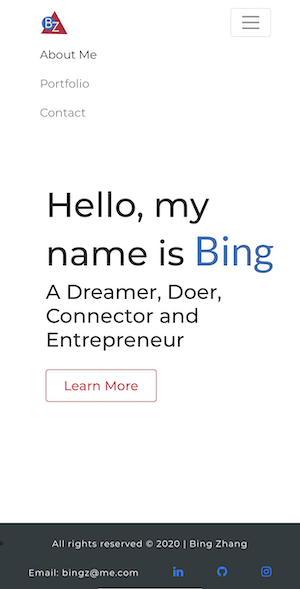 BZ
About Me
Portfolio
Contact
Hello, my
name is Bing
A Dreamer, Doer,
Connector and
Entrepreneur
Learn More
All rights reserved © 2020 | Bing Zhang
Email: bingz@me.com in